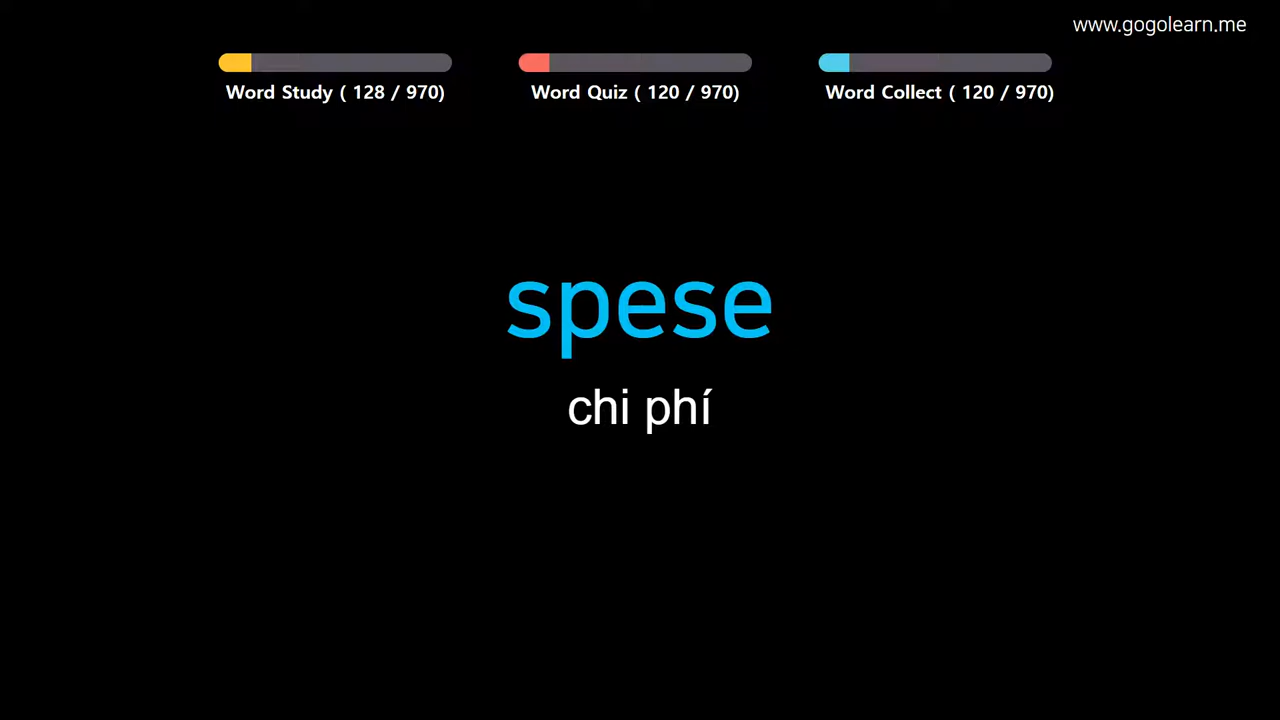 www.gogolearn.me
Word Study ( 128 / 970)
Word Quiz ( 120 / 970)
Word Collect ( 120 / 970)
spese
chi phí